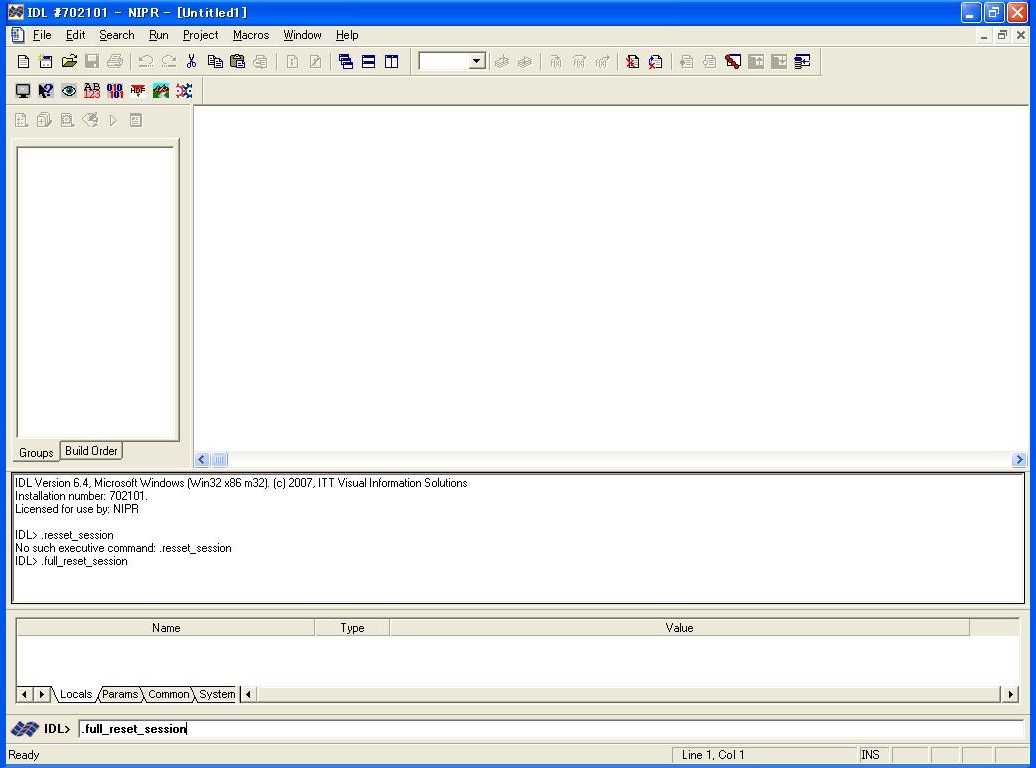 IDL #702101 - NIPR - [Untitled1]
File Edit Search Run Project Macros Window Help
AB 123 010 101 HDF
Groups Build Order
IDL Version 6.4, Microsoft Windows (Win32 x86 m32). (c) 2007, ITT Visual Information Solutions
Installation number: 702101.
Licensed for use by: NIPR
IDL> .resset_session
No such executive command: .resset_session
IDL> .full_reset_session
Name Type Value
Locals Params Common System
IDL> .full_reset_session
Ready Line 1, Col 1 INS